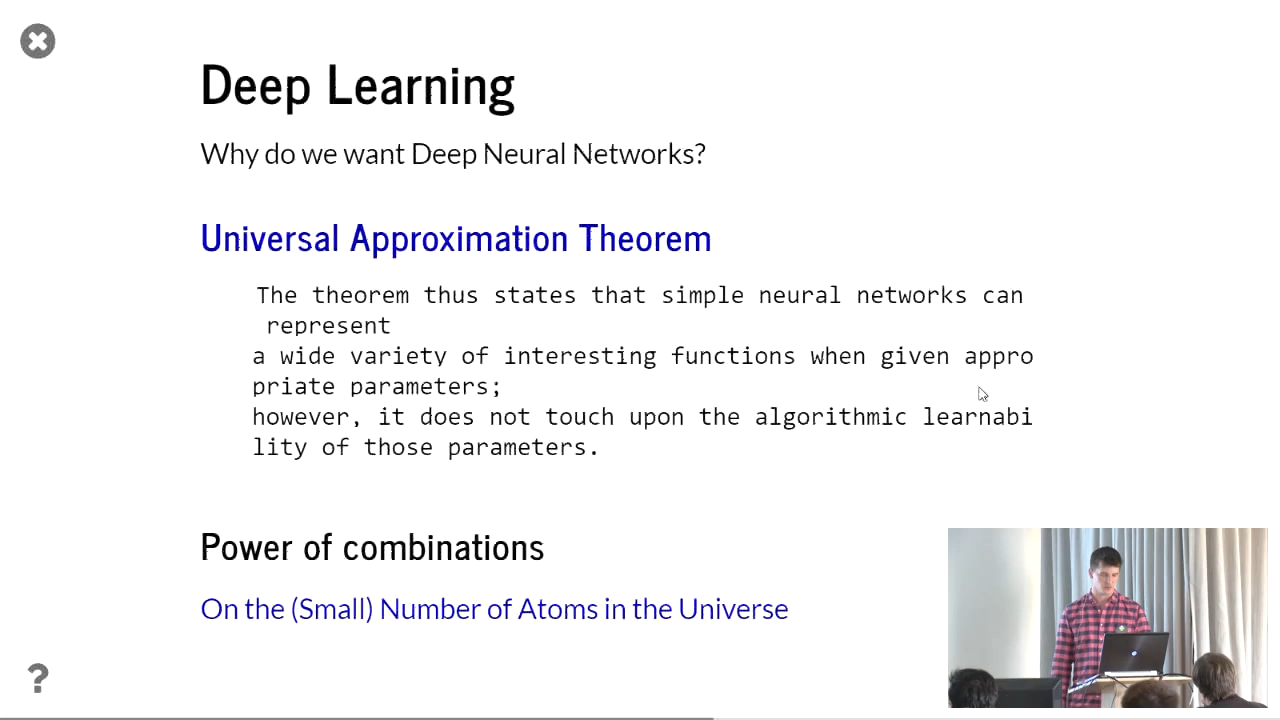 Deep Learning
Why do we want Deep Neural Networks?
Universal Approximation Theorem
The theorem thus states that simple neural networks can
represent
a wide variety of interesting functions when given appro
priate parameters;
however, it does not touch upon the algorithmic learnabi
lity of those parameters.
Power of combinations
On the (Small) Number of Atoms in the Universe
?